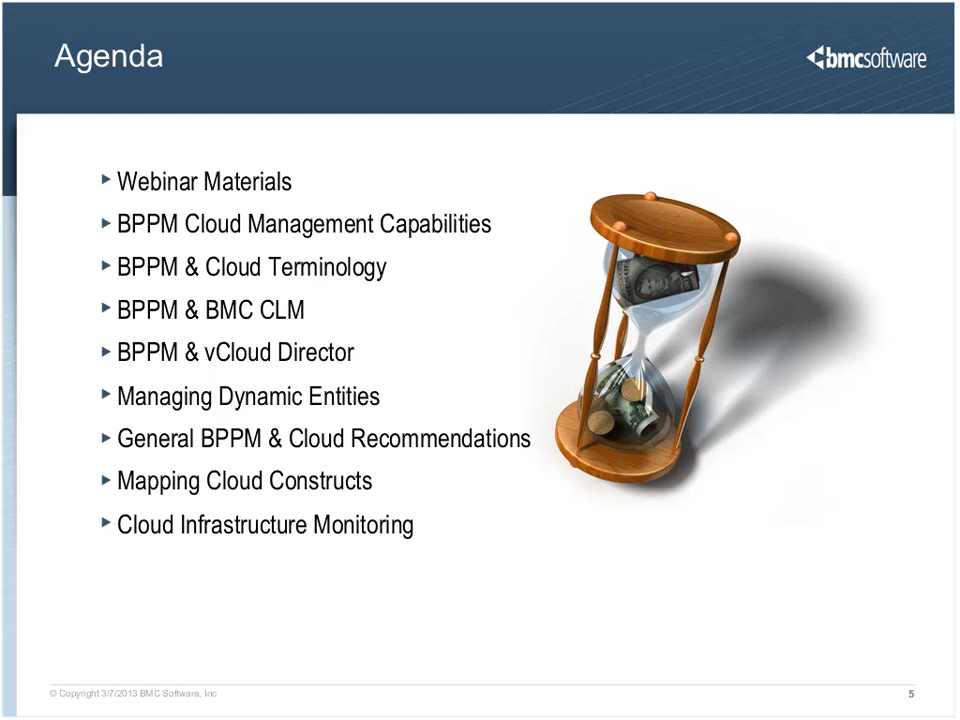 Agenda
bmcsoftware
Webinar Materials
BPPM Cloud Management Capabilities
BPPM & Cloud Terminology
BPPM & BMC CLM
BPPM & vCloud Director
Managing Dynamic Entities
General BPPM & Cloud Recommendations
Mapping Cloud Constructs
Cloud Infrastructure Monitoring
© Copyright 3/7/2013 BMC Software, Inc
5